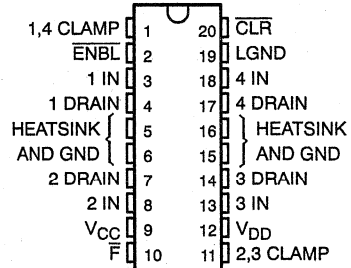 1,4 CLAMP 1 20 C̅L̅R̅
E̅N̅B̅L̅ 2 19 LGND
1 IN 3 18 4 IN
1 DRAIN 4 17 4 DRAIN
HEATSINK 5 16 HEATSINK
AND GND 6 15 AND GND
2 DRAIN 7 14 3 DRAIN
2 IN 8 13 3 IN
VCC 9 12 VDD
F̅ 10 11 2,3 CLAMP